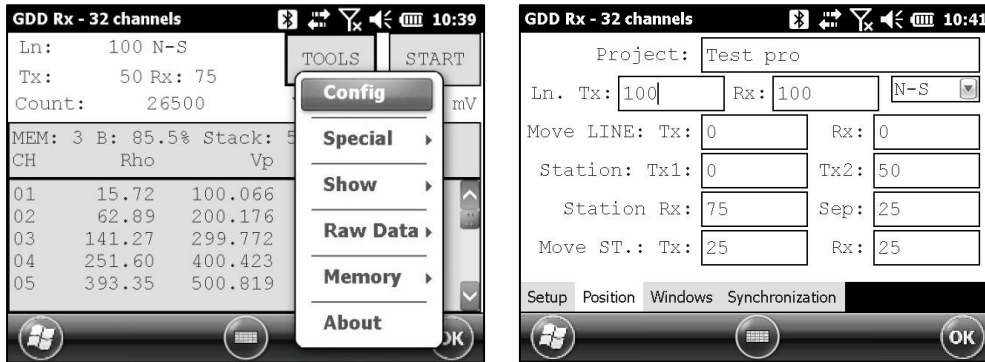 GDD Rx - 32 channels 10:39
Ln: 100 N-S
TOOLS START
Tx: 50 Rx: 75
Count: 26500 mV
MEM: 3 B: 85.5% Stack: 5
CH Rho Vp
01 15.72 100.066
02 62.89 200.176
03 141.27 299.772
04 251.60 400.423
05 393.35 500.819
Config
Special
Show
Raw Data
Memory
About
OK
GDD Rx - 32 channels 10:41
Project: Test pro
Ln. Tx: 100 Rx: 100 N-S
Move LINE: Tx: 0 Rx: 0
Station: Tx1: 0 Tx2: 50
Station Rx: 75 Sep: 25
Move ST.: Tx: 25 Rx: 25
Setup Position Windows Synchronization
OK